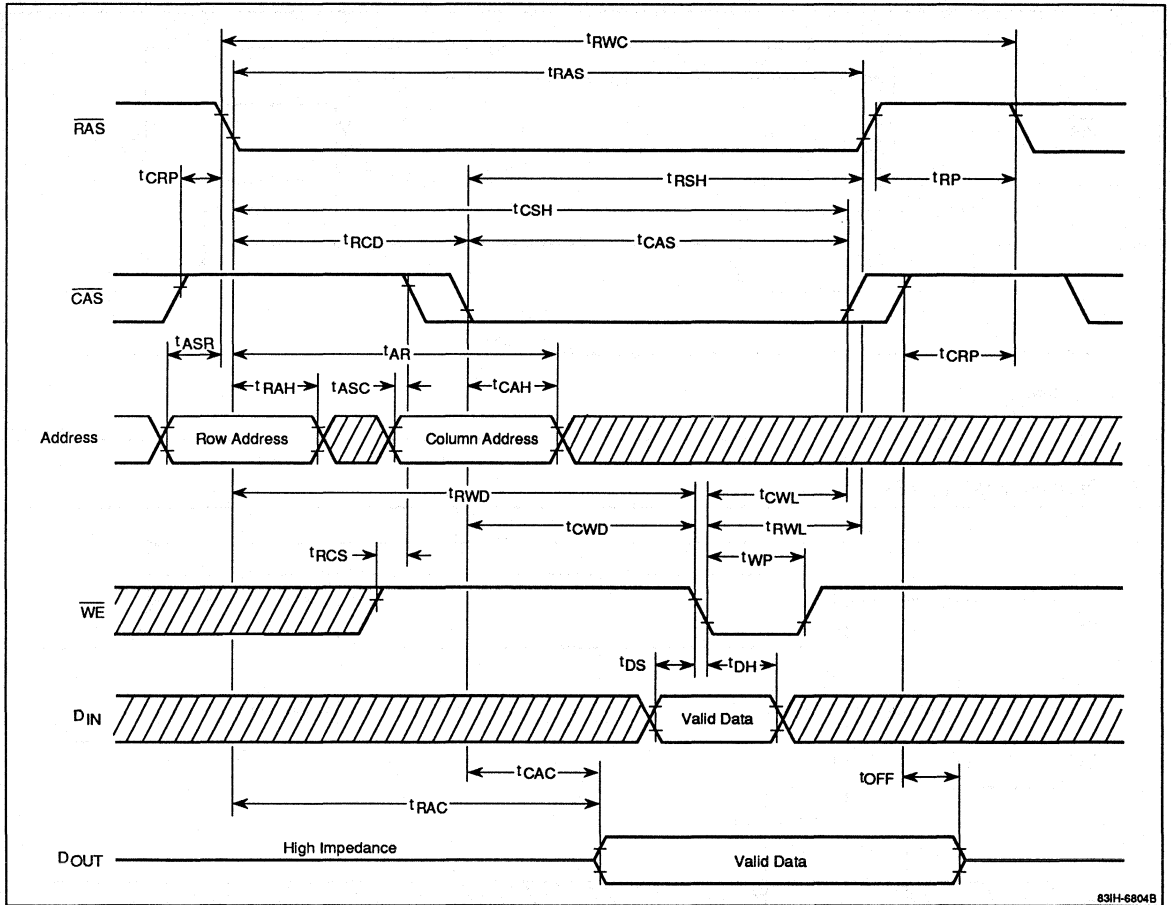 tRWC
tRAS
RAS
tCRP
tRSH
tRP
tCSH
tRCD
tCAS
CAS
tASR
tAR
tCRP
tRAH
tASC
tCAH
Address
Row Address
Column Address
tRWD
tCWL
tCWD
tRWL
tRCS
tWP
WE
tDS
tDH
DIN
Valid Data
tCAC
tOFF
tRAC
High Impedance
DOUT
Valid Data
83IH-6804B